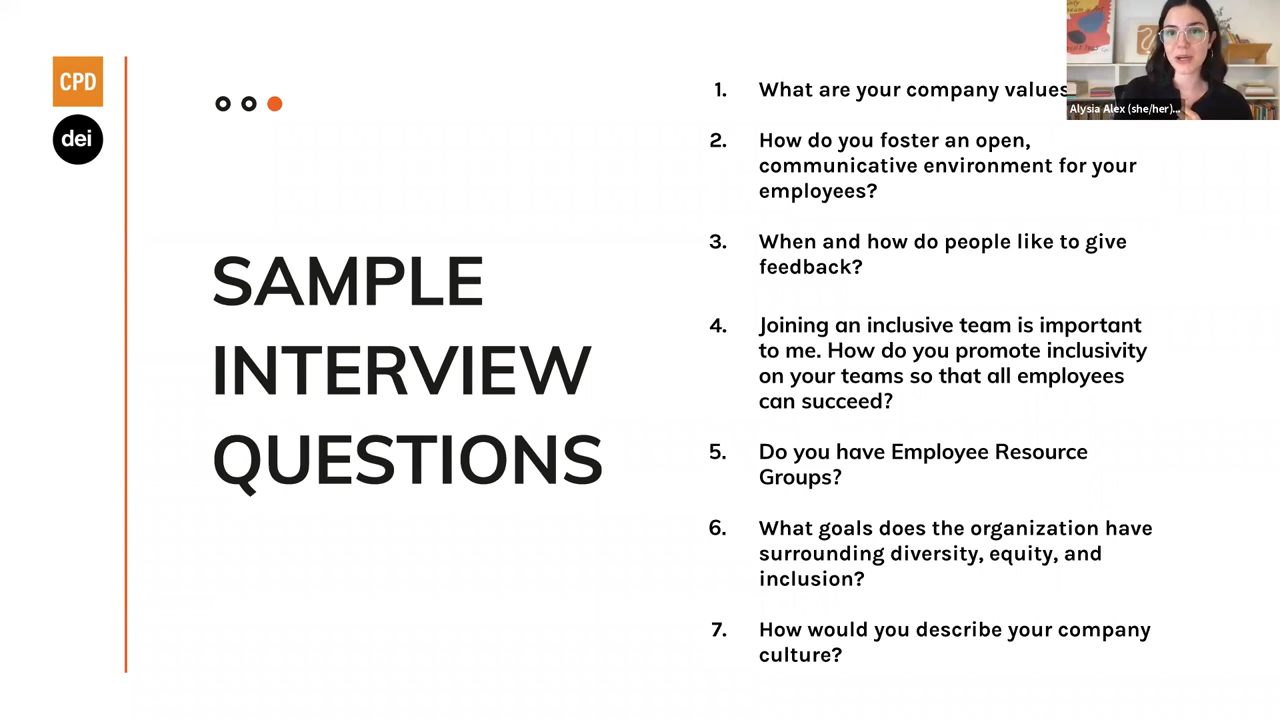 CPD
dei
SAMPLE
INTERVIEW
QUESTIONS
1. What are your company values
2. How do you foster an open,
communicative environment for your
employees?
3. When and how do people like to give
feedback?
4. Joining an inclusive team is important
to me. How do you promote inclusivity
on your teams so that all employees
can succeed?
5. Do you have Employee Resource
Groups?
6. What goals does the organization have
surrounding diversity, equity, and
inclusion?
7. How would you describe your company
culture?
Alysia Alex (she/her)...